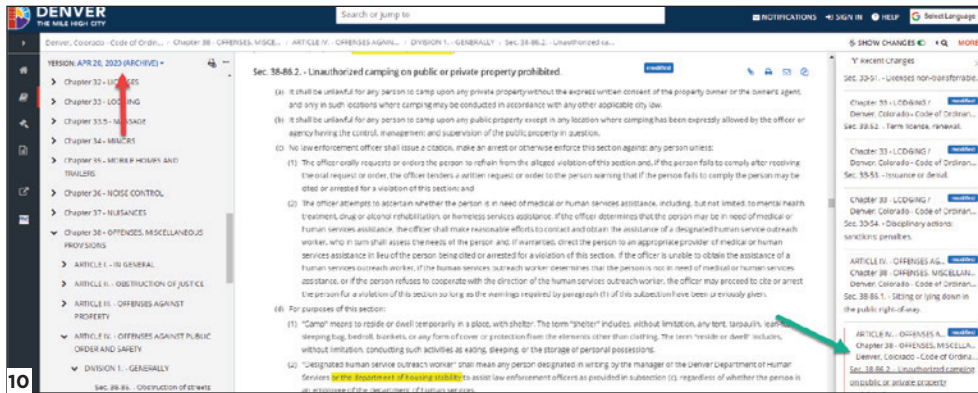 DENVER
THE MILE HIGH CITY
Search or jump to
NOTIFICATIONS
SIGN IN
HELP
Select Language
Denver, Colorado - Code of Ordin... / Chapter 38 - OFFENSES, MISCE... / ARTICLE IV. - OFFENSES AGAINN... / DIVISION 1. - GENERALLY / Sec. 38-86.2. - Unauthorized ca...
SHOW CHANGES
MORE
VERSION: APR 20, 2020 (ARCHIVE)
Chapter 32 - LICENSES
Chapter 33 - LODGING
Chapter 33.5 - MASSAGE
Chapter 34 - MINORS
Chapter 35 - MOBILE HOMES AND
TRAILERS
Chapter 36 - NOISE CONTROL
Chapter 37 - NUISANCES
Chapter 38 - OFFENSES, MISCELLANEOUS
PROVISIONS
ARTICLE I. - IN GENERAL
ARTICLE II. - OBSTRUCTION OF JUSTICE
ARTICLE III. - OFFENSES AGAINST
PROPERTY
ARTICLE IV. - OFFENSES AGAINST PUBLIC
ORDER AND SAFETY
DIVISION 1. - GENERALLY
Sec. 38-86. - Obstruction of streets
10
Sec. 38-86.2. - Unauthorized camping on public or private property prohibited.
modified
(a) It shall be unlawful for any person to camp upon any private property without the express written consent of the property owner or the owner's agent,
and only in such locations where camping may be conducted in accordance with any other applicable city law.
(b) It shall be unlawful for any person to camp upon any public property except in any location where camping has been expressly allowed by the officer or
agency having the control, management and supervision of the public property in question.
(c) No law enforcement officer shall issue a citation, make an arrest or otherwise enforce this section against any person unless:
(1) The officer orally requests or orders the person to refrain from the alleged violation of this section and, if the person fails to comply after receiving
the oral request or order, the officer tenders a written request or order to the person warning that if the person fails to comply the person may be
cited or arrested for a violation of this section; and
(2) The officer attempts to ascertain whether the person is in need of medical or human services assistance, including, but not limited, to mental health
treatment, drug or alcohol rehabilitation, or homeless services assistance. If the officer determines that the person may be in need of medical or
human services assistance, the officer shall make reasonable efforts to contact and obtain the assistance of a designated human service outreach
worker, who in turn shall assess the needs of the person and, if warranted, direct the person to an appropriate provider of medical or human
services assistance in lieu of the person being cited or arrested for a violation of this section. If the officer is unable to obtain the assistance of a
human services outreach worker, if the human services outreach worker determines that the person is not in need of medical or human services
assistance, or if the person refuses to cooperate with the direction of the human services outreach worker, the officer may proceed to cite or arrest
the person for a violation of this section so long as the warnings required by paragraph (1) of this subsection have been previously given.
(d) For purposes of this section:
(1) "Camp" means to reside or dwell temporarily in a place, with shelter. The term "shelter" includes, without limitation, any tent, tarpaulin, lean-to,
sleeping bag, bedroll, blankets, or any form of cover or protection from the elements other than clothing. The term "reside or dwell" includes,
without limitation, conducting such activities as eating, sleeping, or the storage of personal possessions.
(2) "Designated human service outreach worker" shall mean any person designated in writing by the manager of the Denver Department of Human
Services or the department of housing stability to assist law enforcement officers as provided in subsection (c), regardless of whether the person is
an employee of the department of human services.
Recent Changes
Sec. 33-51. - Licenses non-transferrable.
Chapter 33 - LODGING /
modified
Denver, Colorado - Code of Ordinan...
Sec. 33-52. - Term license, renewal.
Chapter 33 - LODGING /
modified
Denver, Colorado - Code of Ordinan...
Sec. 33-53. - Issuance or denial.
Chapter 33 - LODGING /
modified
Denver, Colorado - Code of Ordinan...
Sec. 33-54. - Disciplinary actions;
sanctions; penalties.
ARTICLE IV. - OFFENSES AG...
modified
Chapter 38 - OFFENSES, MISCELLAN...
Denver, Colorado - Code of Ordinan...
Sec. 38-86.1. - Sitting or lying down in
the public right-of-way.
ARTICLE IV. - OFFENSES A...
modified
Chapter 38 - OFFENSES, MISCELLA...
Denver, Colorado - Code of Ordina...
Sec. 38-86.2. - Unauthorized camping
on public or private property